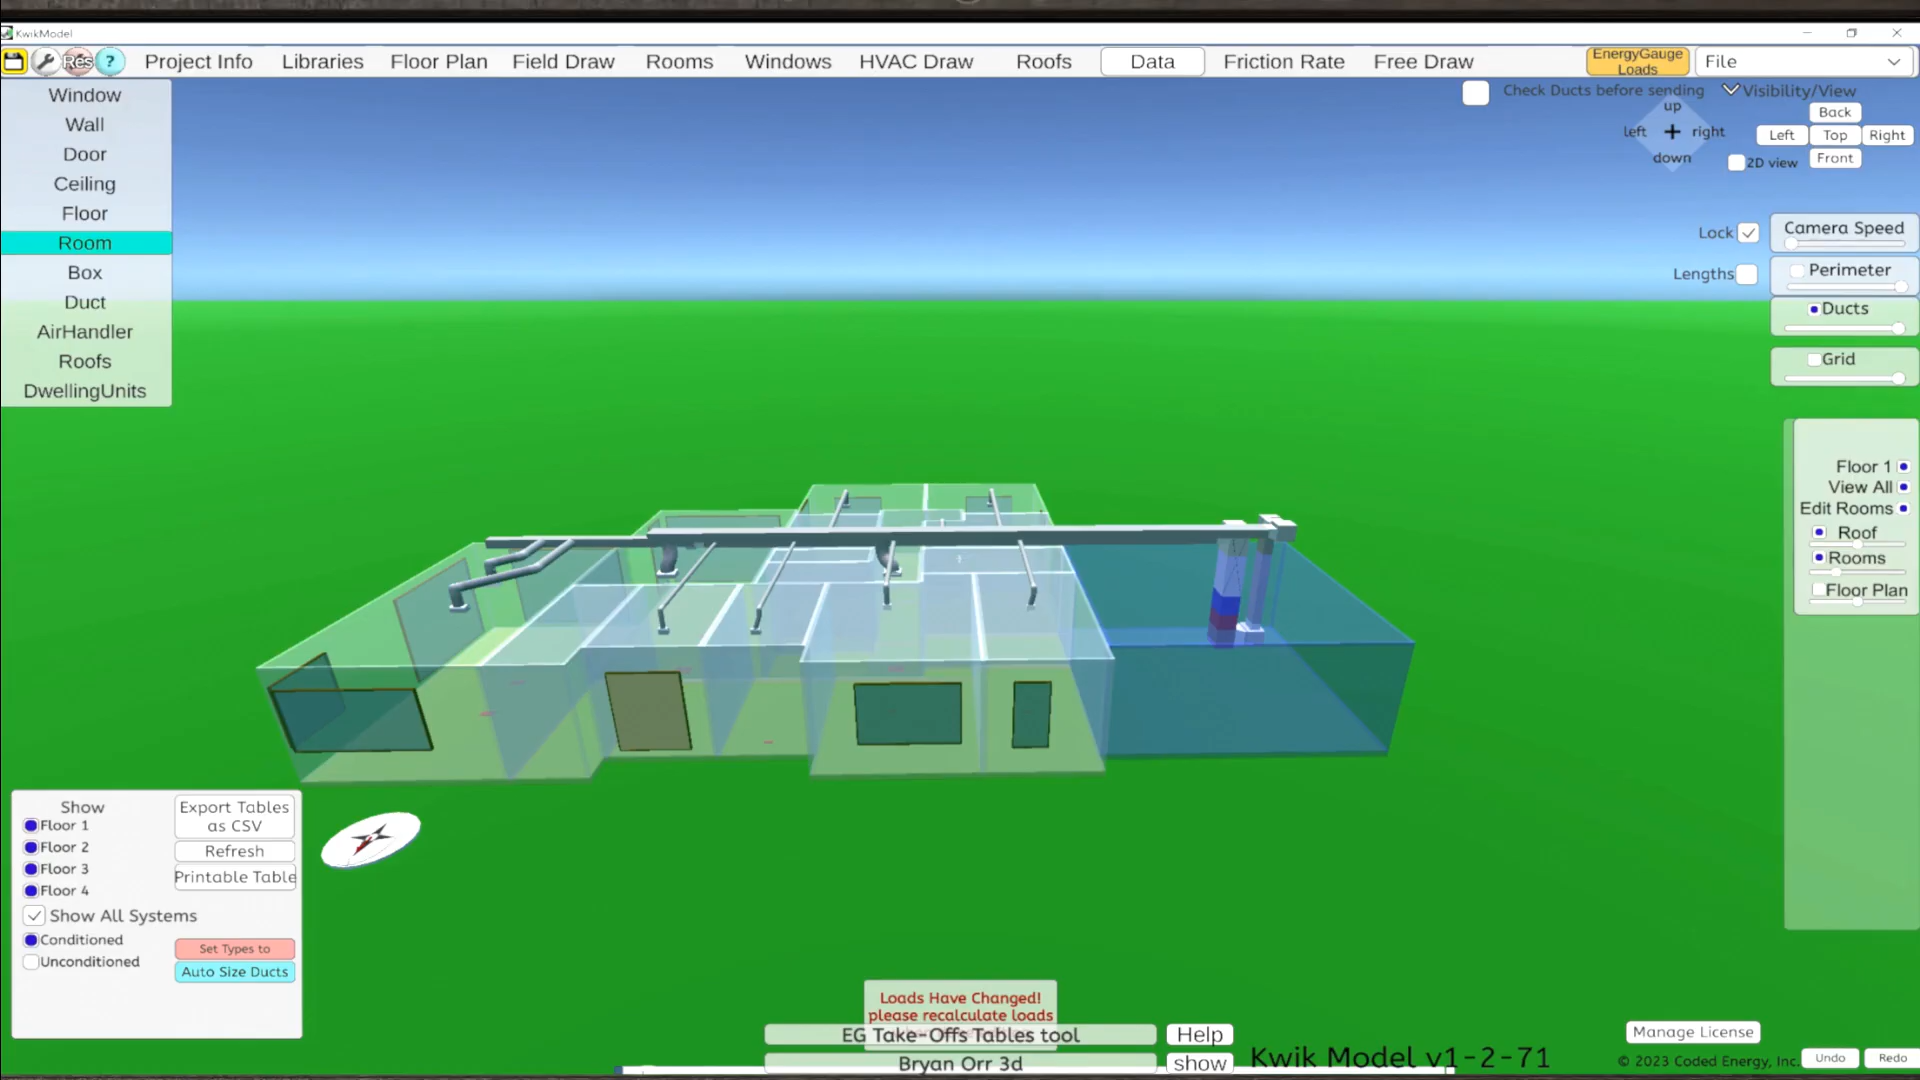 KwikModel
Res ? Project Info Libraries Floor Plan Field Draw Rooms Windows HVAC Draw Roofs Data Friction Rate Free Draw EnergyGauge Loads File
Check Ducts before sending Visibility/View
Window
Wall
Door
Ceiling
Floor
Room
Box
Duct
AirHandler
Roofs
DwellingUnits
up
left right
down
Back
Left Top Right
2D view Front
Lock Camera Speed
Lengths Perimeter
Ducts
Grid
Floor 1
View All
Edit Rooms
Roof
Rooms
Floor Plan
Show
Floor 1
Floor 2
Floor 3
Floor 4
Show All Systems
Conditioned
Unconditioned
Export Tables
as CSV
Refresh
Printable Table
Set Types to
Auto Size Ducts
Loads Have Changed!
please recalculate loads
EG Take-Offs Tables tool Help
Bryan Orr 3d show
Kwik Model v1-2-71
Manage License
© 2023 Coded Energy, Inc. Undo Redo